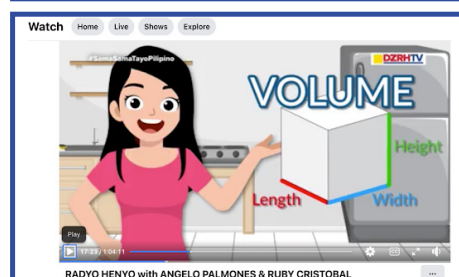 Watch Home Live Shows Explore
#SamaSamaTayoPilipino
DZRHTV
VOLUME
Height
Length
Width
Play
17:23 / 1:04:11
RADYO HENYO with ANGELO PALMONES & RUBY CRISTOBAL